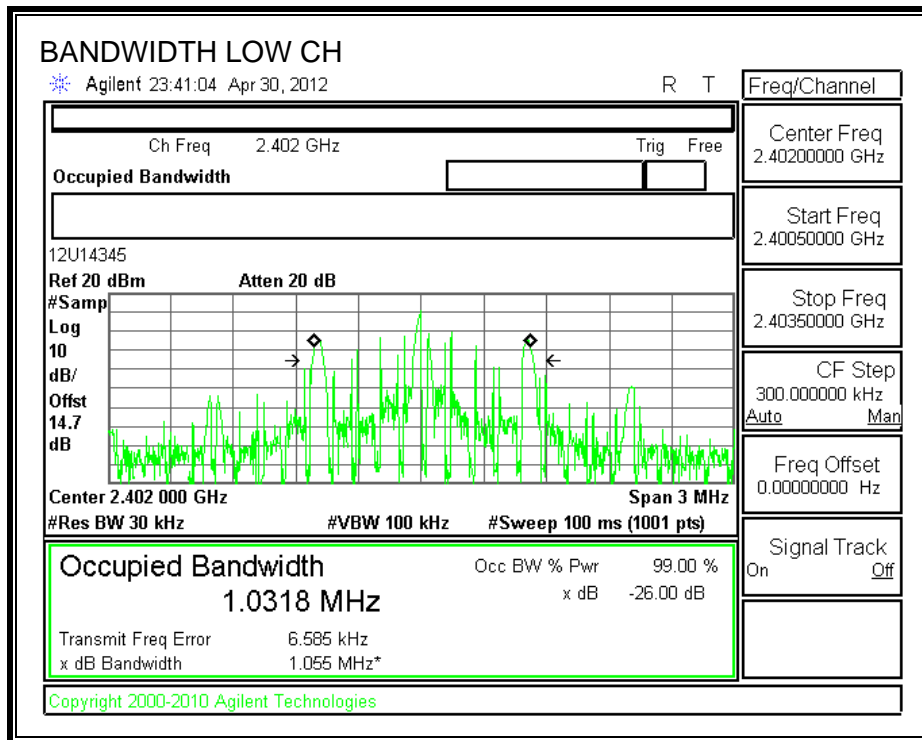 BANDWIDTH LOW CH
Agilent 23:41:04 Apr 30, 2012 R T
Freq/Channel
Ch Freq 2.402 GHz Trig Free
Occupied Bandwidth
Center Freq
2.40200000 GHz
Start Freq
2.40050000 GHz
12U14345
Ref 20 dBm Atten 20 dB
#Samp
Log
10
dB/
Offst
14.7
dB
Stop Freq
2.40350000 GHz
CF Step
300.000000 kHz
Auto Man
Freq Offset
0.00000000 Hz
Center 2.402 000 GHz Span 3 MHz
#Res BW 30 kHz #VBW 100 kHz #Sweep 100 ms (1001 pts)
Signal Track
On Off
Occupied Bandwidth Occ BW % Pwr 99.00 %
1.0318 MHz x dB -26.00 dB
Transmit Freq Error 6.585 kHz
x dB Bandwidth 1.055 MHz*
Copyright 2000-2010 Agilent Technologies